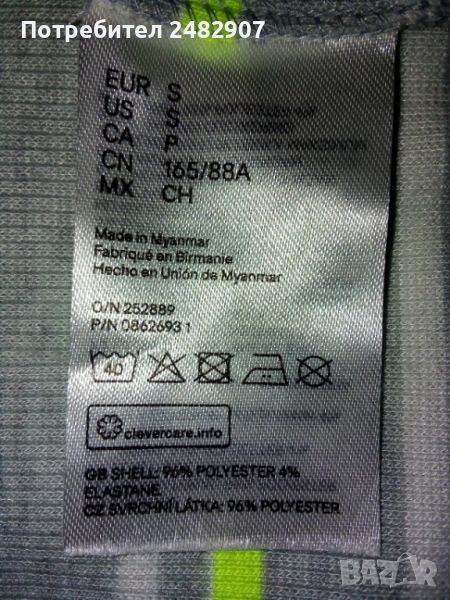 Потребител 2482907
EUR S
US S
CA P
CN 165/88A
MX CH
Made in Myanmar
Fabriqué en Birmanie
Hecho en Unión de Myanmar
O/N 252889
P/N 0862693 1
40
clevercare.info
GB SHELL: 96% POLYESTER 4%
ELASTANE
CZ SVRCHNÍ LÁTKA: 96% POLYESTER
BAZAR